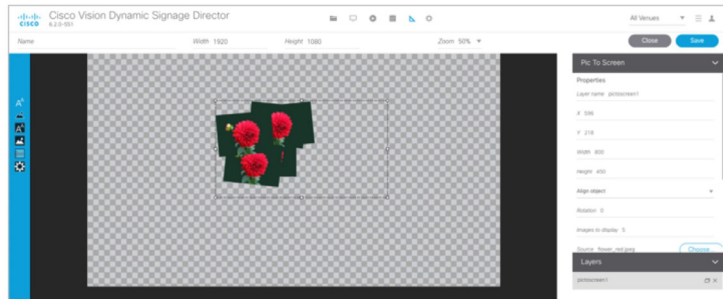 CISCO Cisco Vision Dynamic Signage Director
6.2.0-551
All Venues
Name Width 1920 Height 1080 Zoom 50% Close Save
Pic To Screen
Properties
Layer name pictoscreen1
X 596
Y 218
Width 800
Height 450
Align object
Rotation 0
Images to display 5
Source flower_red.jpeg Choose
Layers
pictoscreen1